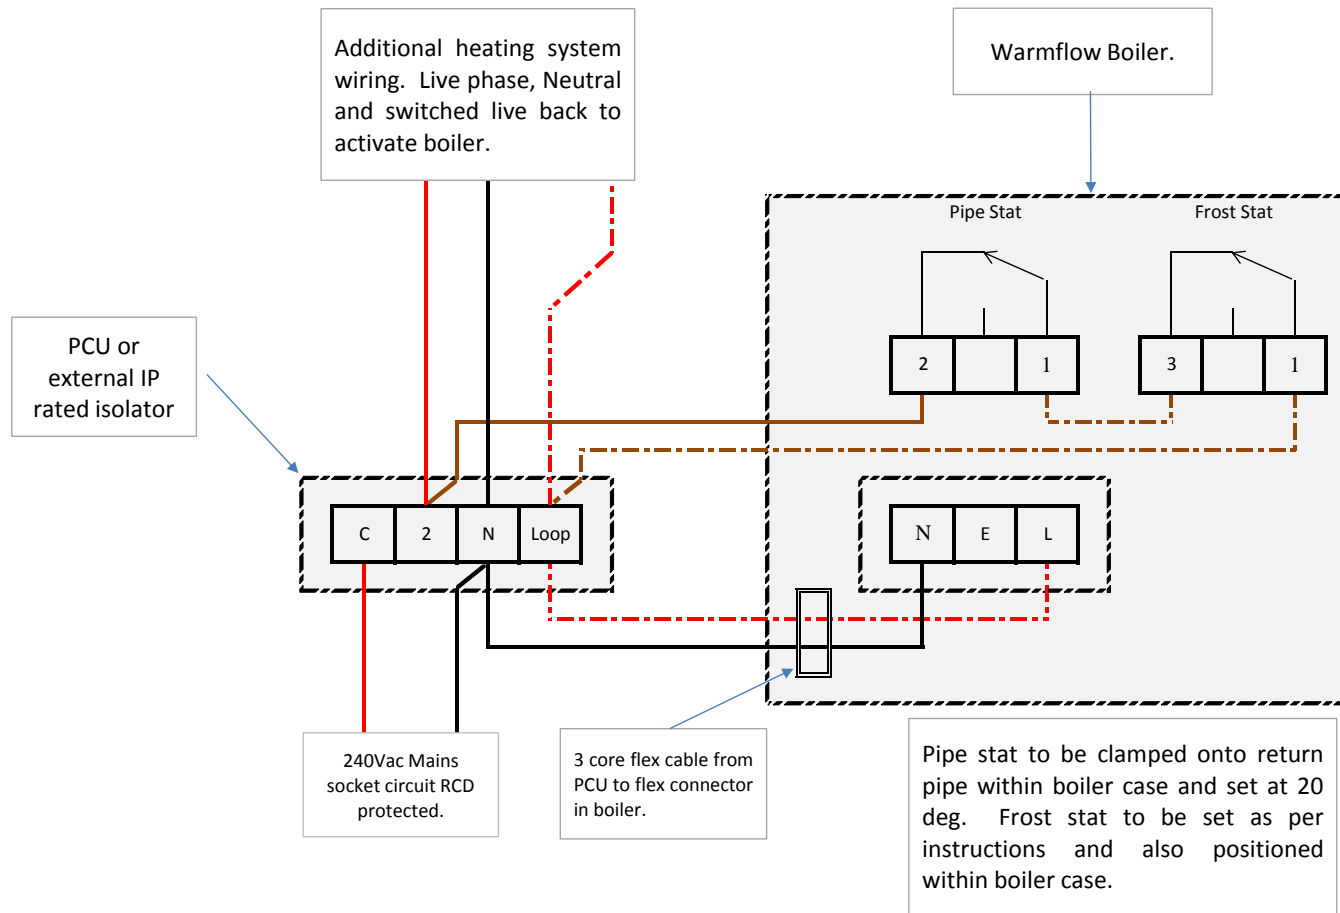 Additional heating system
wiring. Live phase, Neutral
and switched live back to
activate boiler.
Warmflow Boiler.
Pipe Stat
Frost Stat
PCU or
external IP
rated isolator
2
1
3
1
C
2
N
Loop
N
E
L
240Vac Mains
socket circuit RCD
protected.
3 core flex cable from
PCU to flex connector
in boiler.
Pipe stat to be clamped onto return
pipe within boiler case and set at 20
deg. Frost stat to be set as per
instructions and also positioned
within boiler case.